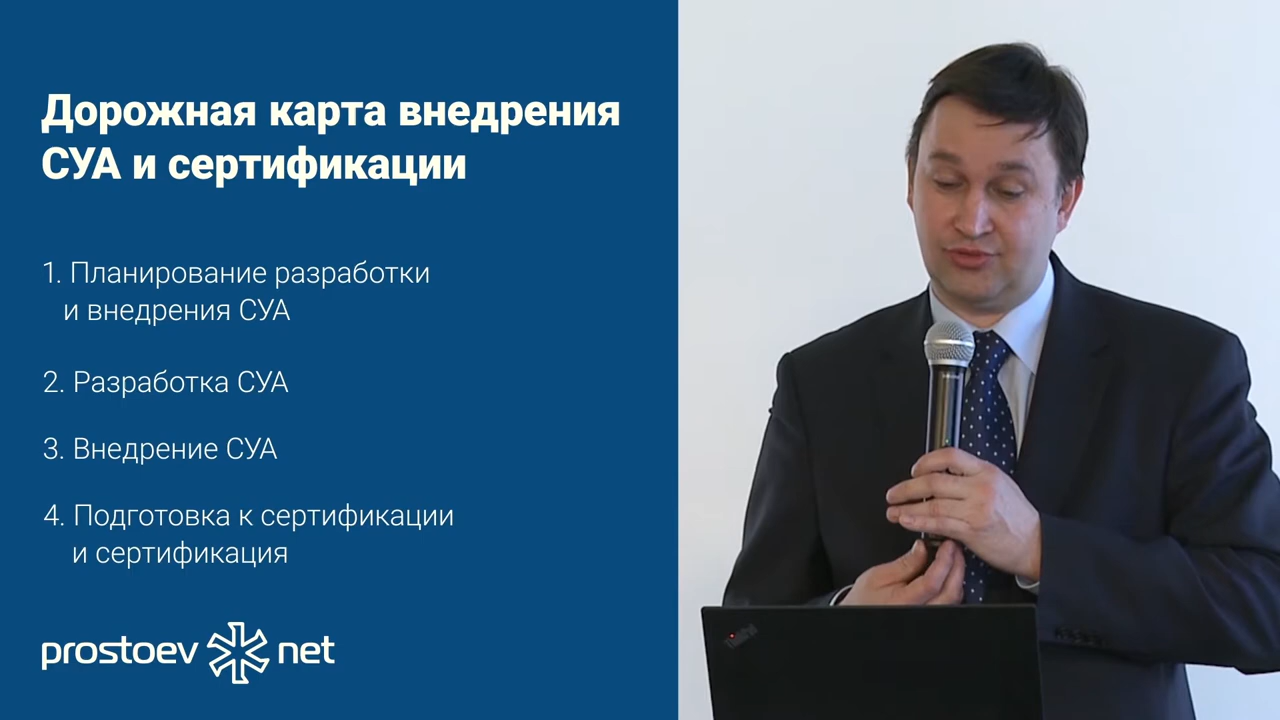 Дорожная карта внедрения
СУА и сертификации
1. Планирование разработки
и внедрения СУА
2. Разработка СУА
3. Внедрение СУА
4. Подготовка к сертификации
и сертификация
prostoev net
ThinkPad